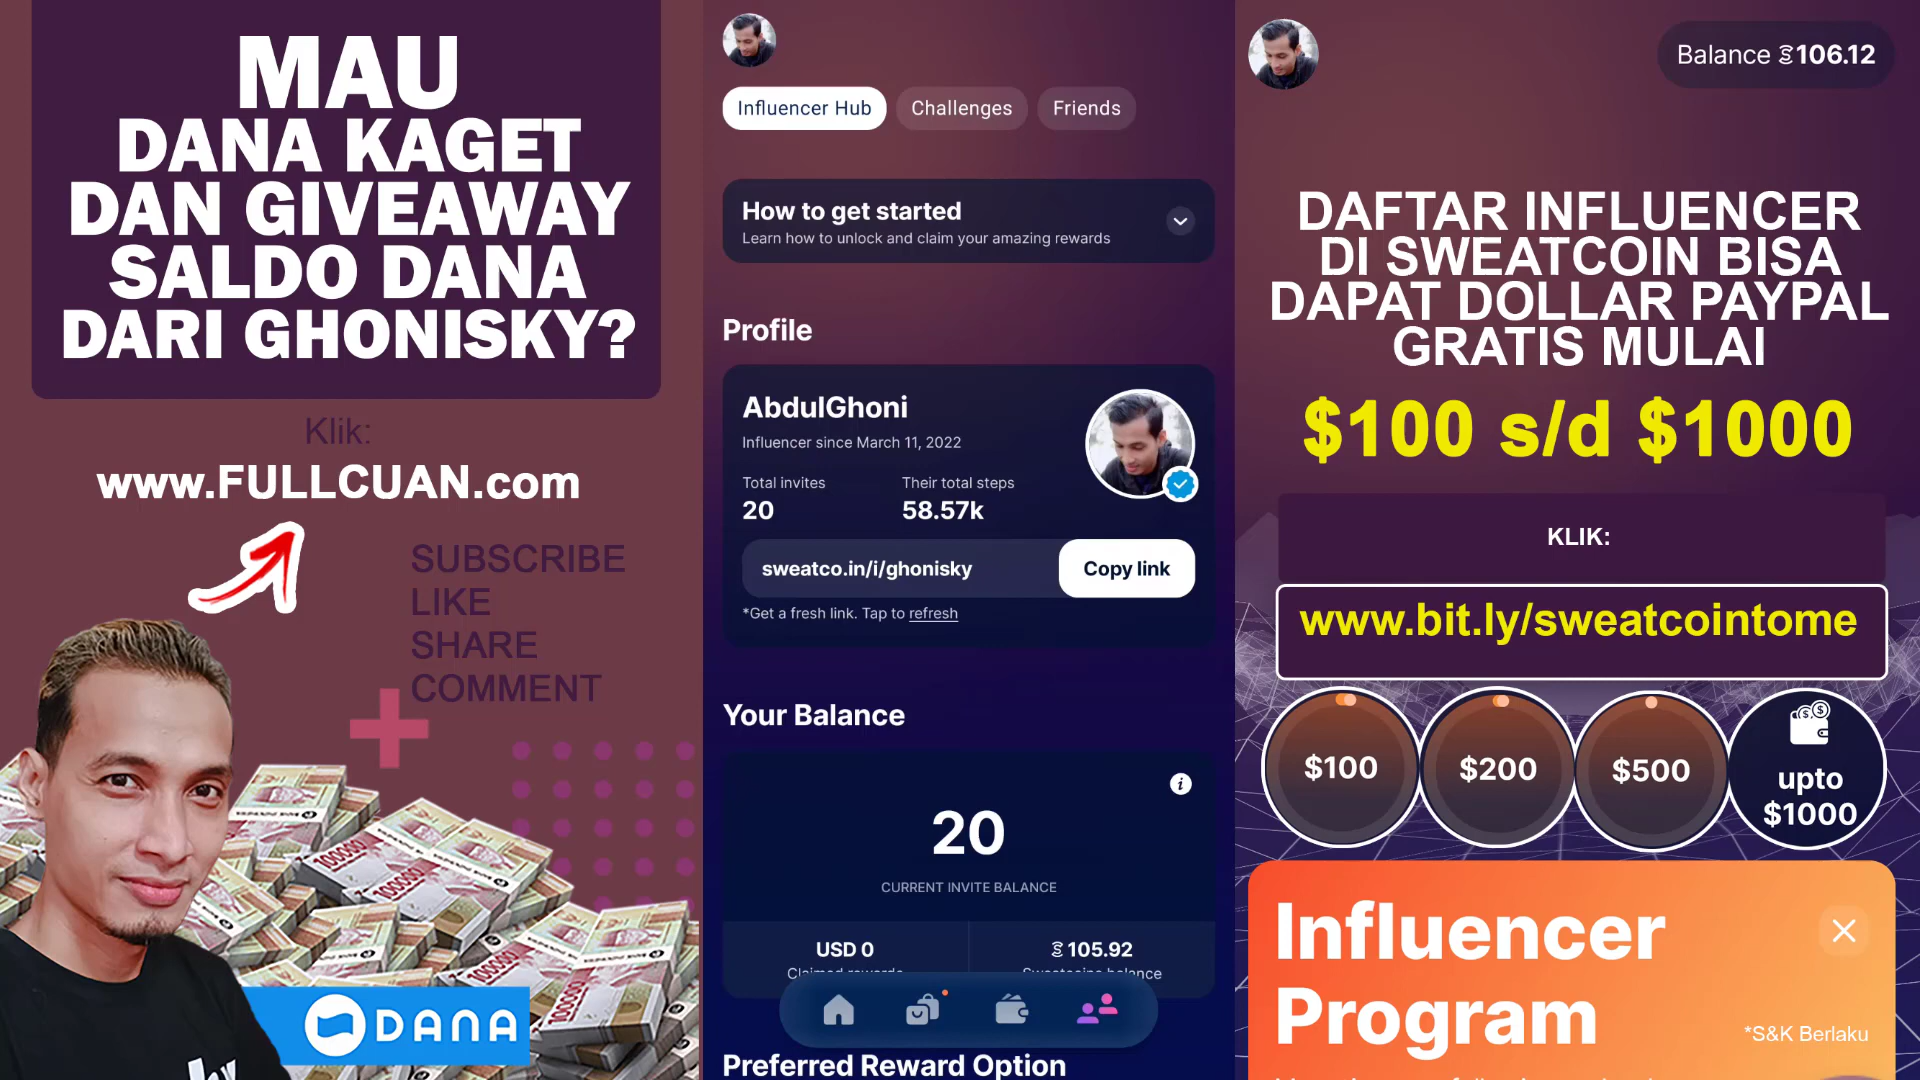 MAU
DANA KAGET
DAN GIVEAWAY
SALDO DANA
DARI GHONISKY?
Klik:
www.FULLCUAN.com
SUBSCRIBE
LIKE
SHARE
COMMENT
DANA
Influencer Hub
Challenges
Friends
How to get started
Learn how to unlock and claim your amazing rewards
Profile
AbdulGhoni
Influencer since March 11, 2022
Total invites
Their total steps
20
58.57k
sweatco.in/i/ghonisky
Copy link
*Get a fresh link. Tap to refresh
Your Balance
20
CURRENT INVITE BALANCE
USD 0
105.92
Claimed rewards
Sweatcoins balance
Preferred Reward Option
Balance 106.12
DAFTAR INFLUENCER
DI SWEATCOIN BISA
DAPAT DOLLAR PAYPAL
GRATIS MULAI
$100 s/d $1000
KLIK:
www.bit.ly/sweatcointome
$100
$200
$500
upto
$1000
Influencer
Program
*S&K Berlaku